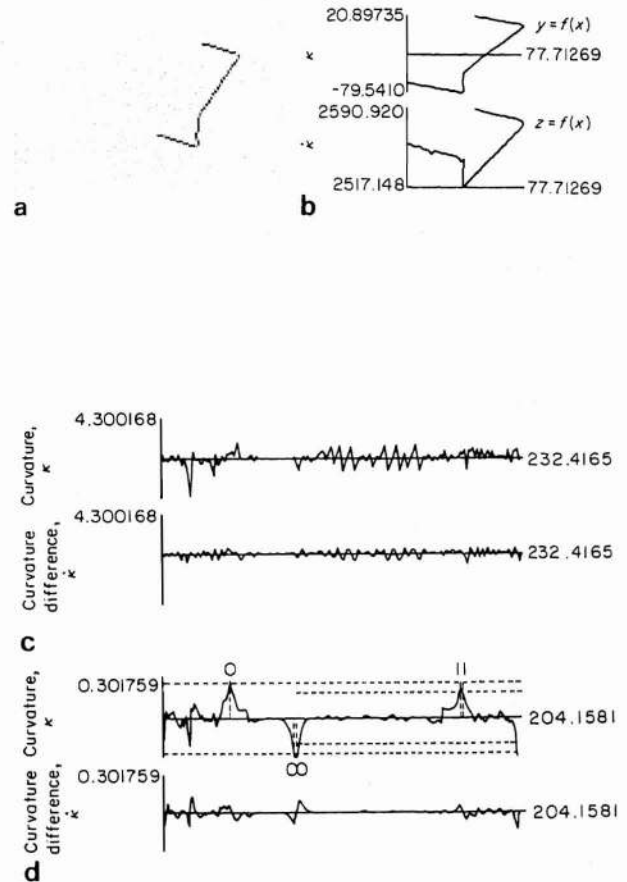 20.89735
y = f(x)
κ
77.71269
-79.5410
2590.920
z = f(x)
κ̇
2517.148
77.71269
a
b
4.300168
Curvature, κ
232.4165
4.300168
Curvature difference, κ̇
232.4165
c
0
11
0.301759
Curvature, κ
204.1581
00
0.301759
Curvature difference, κ̇
204.1581
d